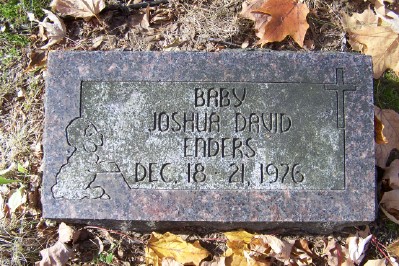 BABY
JOSHUA DAVID
ENDERS
DEC. 18 - 21, 1976